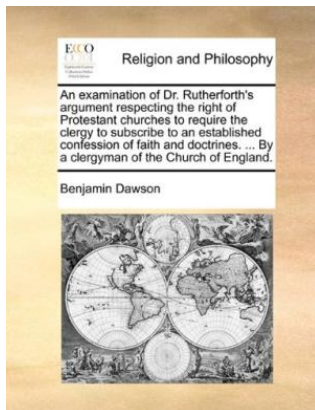 ECCO
Religion and Philosophy
An examination of Dr. Rutherforth's
argument respecting the right of
Protestant churches to require the
clergy to subscribe to an established
confession of faith and doctrines. ... By
a clergyman of the Church of England.
Benjamin Dawson